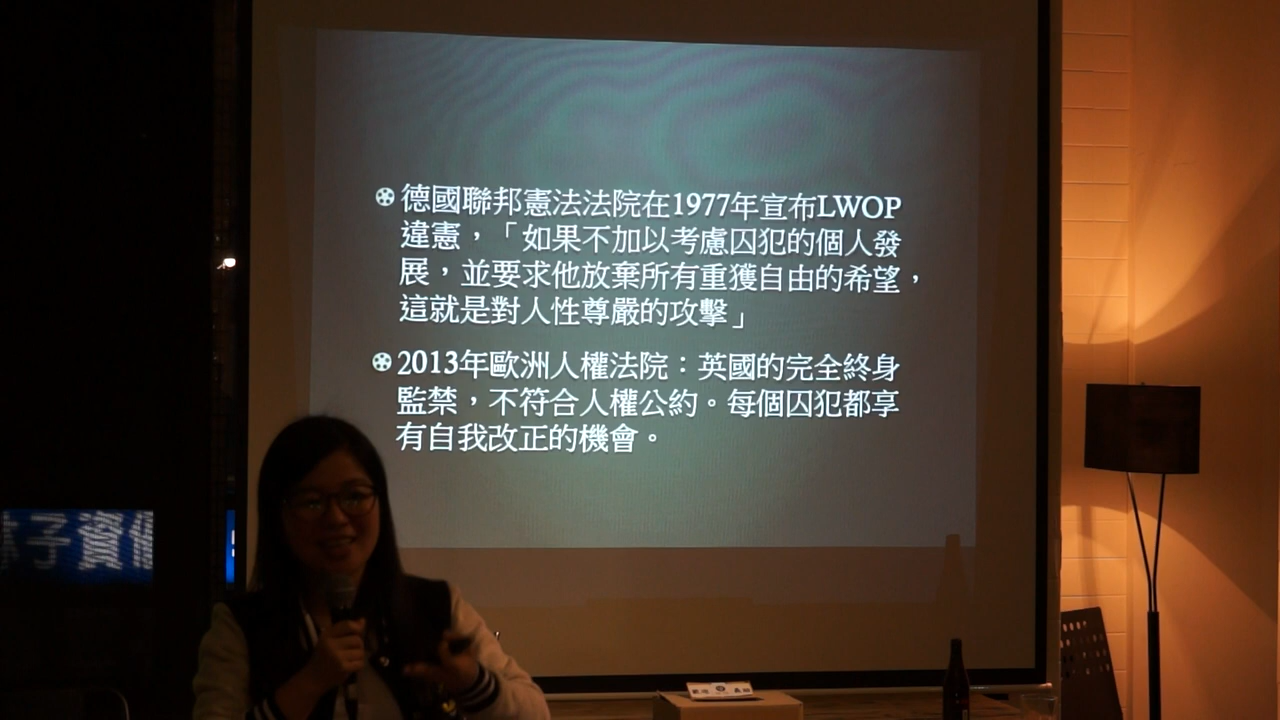 德國聯邦憲法法院在1977年宣布LWOP
違憲，「如果不加以考慮囚犯的個人發
展，並要求他放棄所有重獲自由的希望，
這就是對人性尊嚴的攻擊」
2013年歐洲人權法院：英國的完全終身
監禁，不符合人權公約。每個囚犯都享
有自我改正的機會。
子資